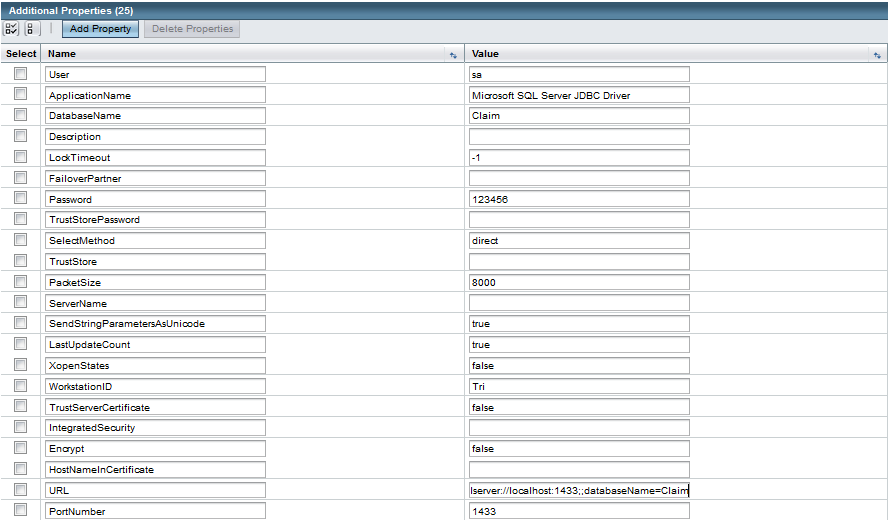 Additional Properties (25)
Add Property Delete Properties
Select Name Value
User sa
ApplicationName Microsoft SQL Server JDBC Driver
DatabaseName Claim
Description
LockTimeout -1
FailoverPartner
Password 123456
TrustStorePassword
SelectMethod direct
TrustStore
PacketSize 8000
ServerName
SendStringParametersAsUnicode true
LastUpdateCount true
XopenStates false
WorkstationID Tri
TrustServerCertificate false
IntegratedSecurity
Encrypt false
HostNameInCertificate
URL lserver://localhost:1433;;databaseName=Claim
PortNumber 1433